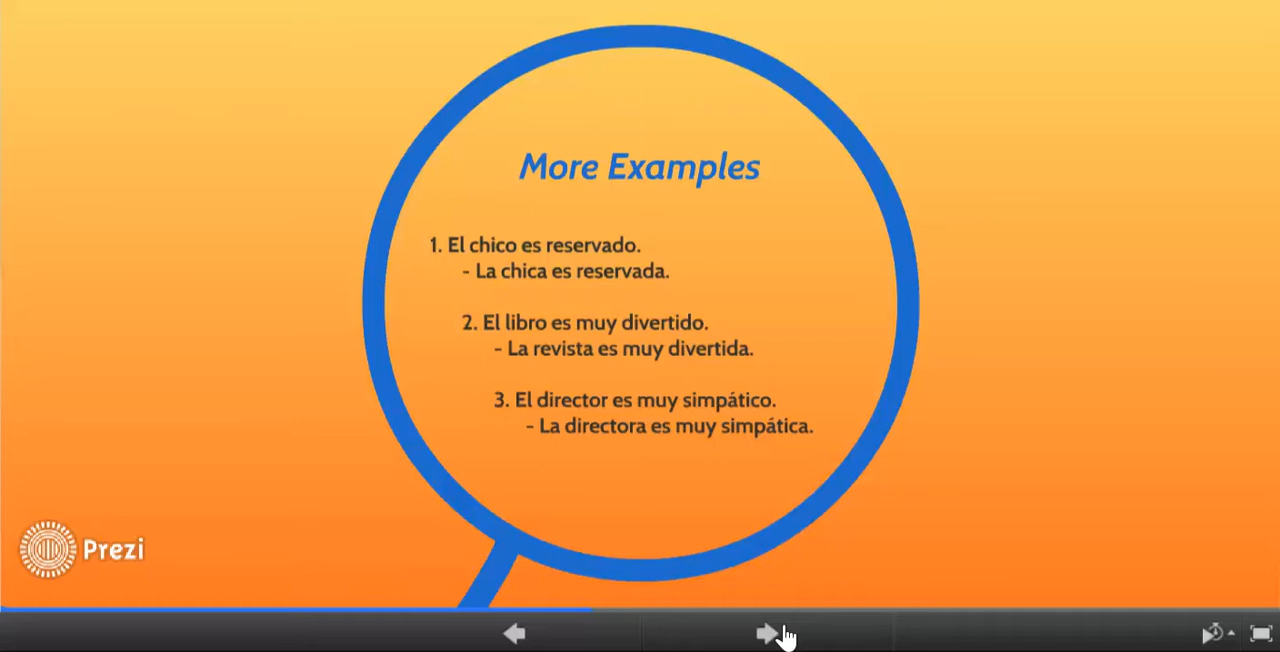 More Examples
1. El chico es reservado.
- La chica es reservada.
2. El libro es muy divertido.
- La revista es muy divertida.
3. El director es muy simpático.
- La directora es muy simpática.
Prezi